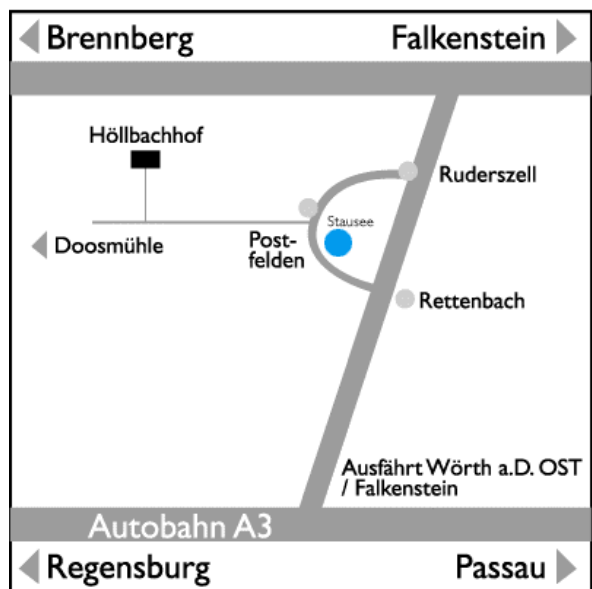 Brennberg
Falkenstein
Höllbachhof
Ruderszell
Stausee
Post-
felden
Doosmühle
Rettenbach
Ausfährt Wörth a.D. OST
/ Falkenstein
Autobahn A3
Regensburg
Passau